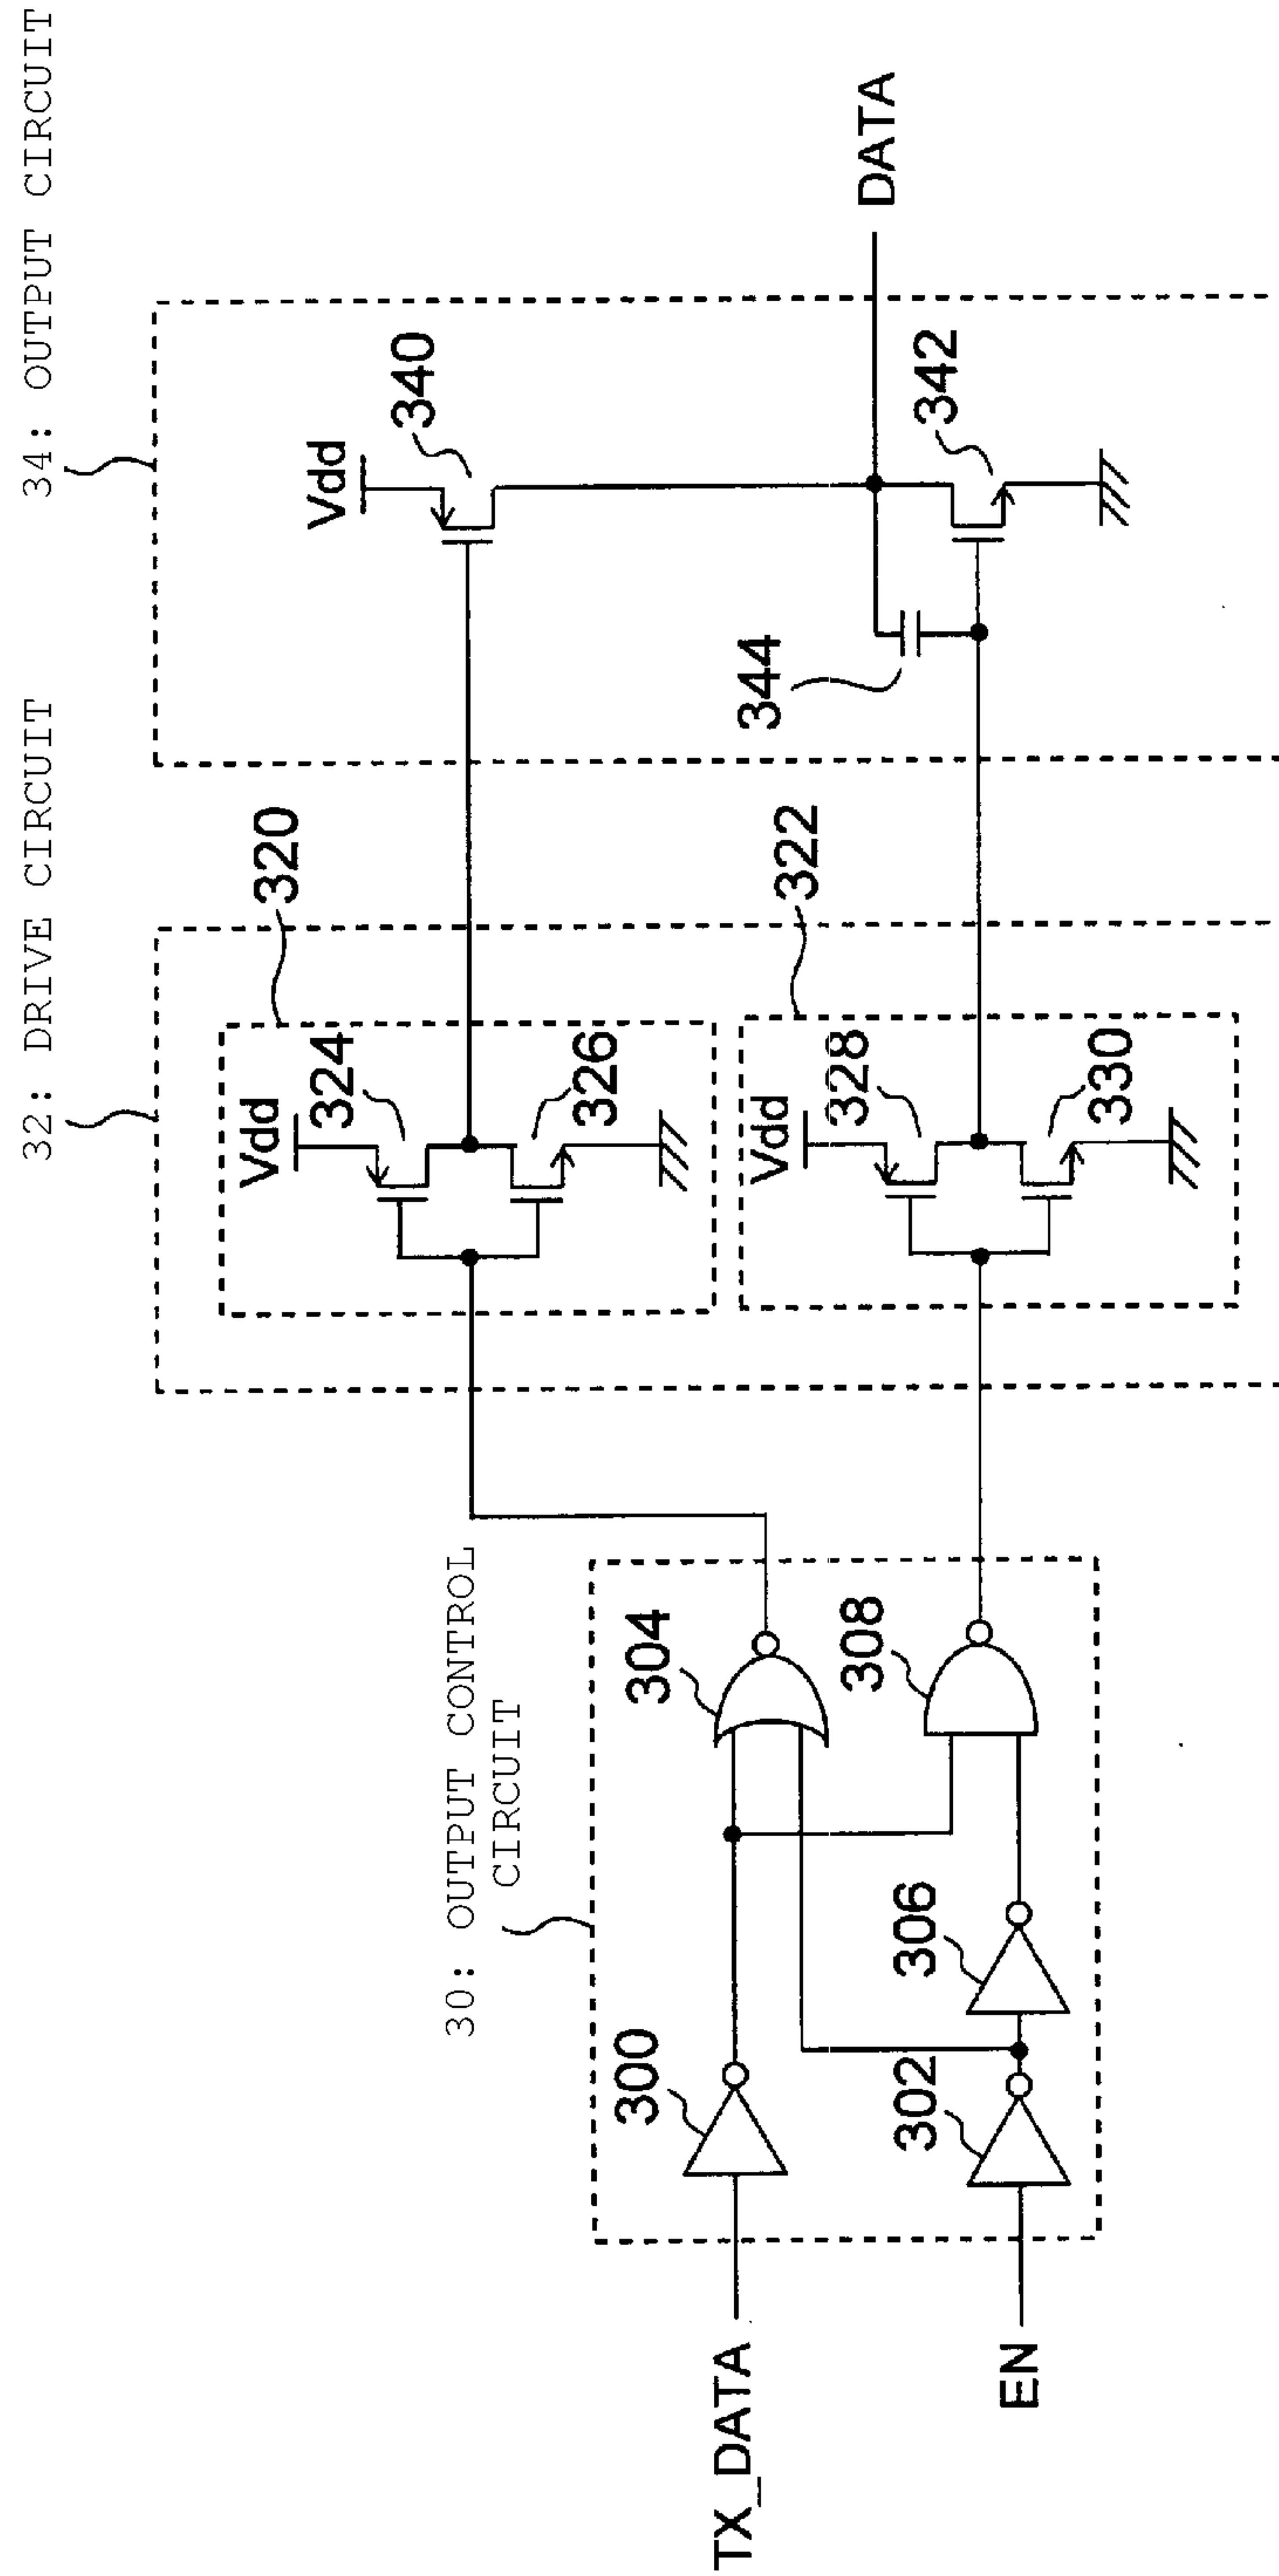 34: OUTPUT CIRCUIT
32: DRIVE CIRCUIT
30: OUTPUT CONTROL
CIRCUIT
Vdd
340
DATA
344
342
320
Vdd
324
326
322
Vdd
328
330
304
308
300
306
302
TX_DATA
EN